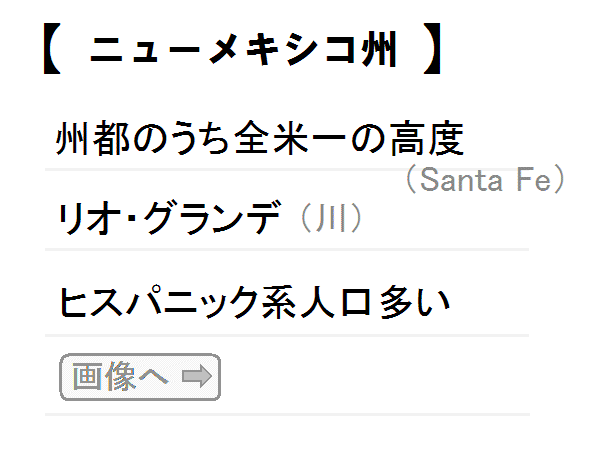 【 ニューメキシコ州 】
州都のうち全米一の高度
（Santa Fe）
リオ・グランデ（川）
ヒスパニック系人口多い
画像へ ⇨